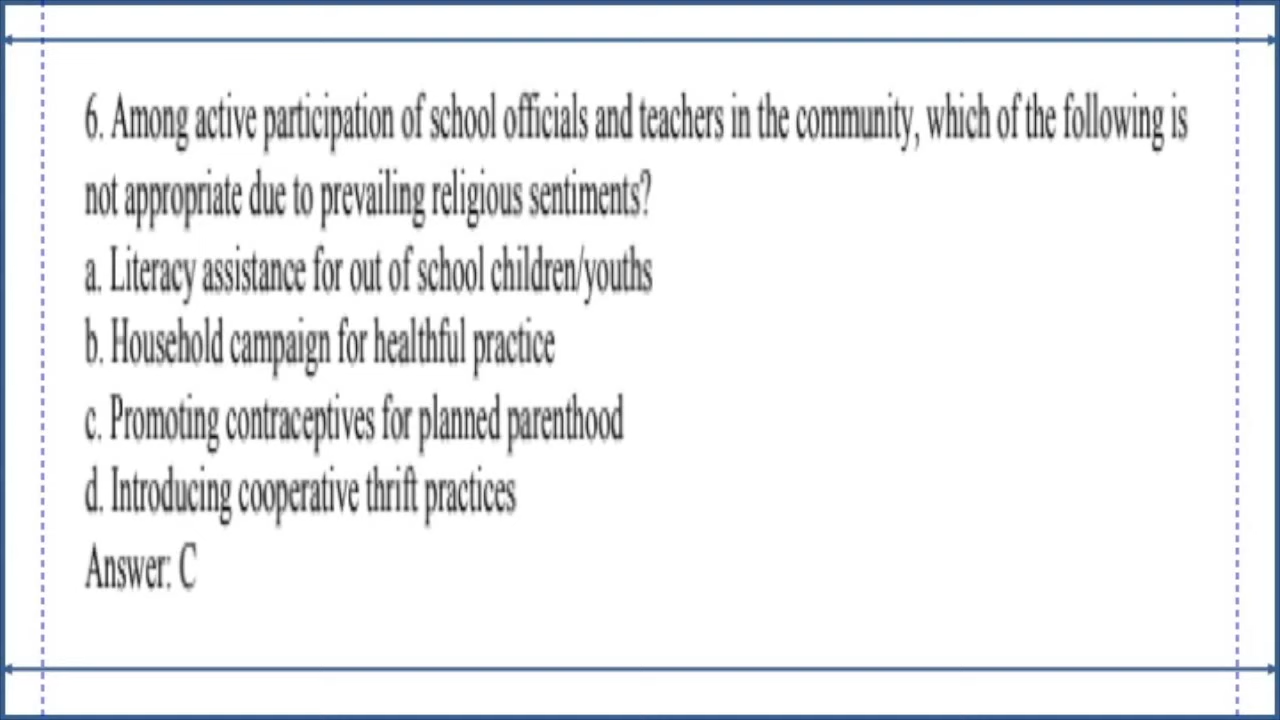 6. Among active participation of school officials and teachers in the community, which of the following is
not appropriate due to prevailing religious sentiments?
a. Literacy assistance for out of school children/youths
b. Household campaign for healthful practice
c. Promoting contraceptives for planned parenthood
d. Introducing cooperative thrift practices
Answer: C